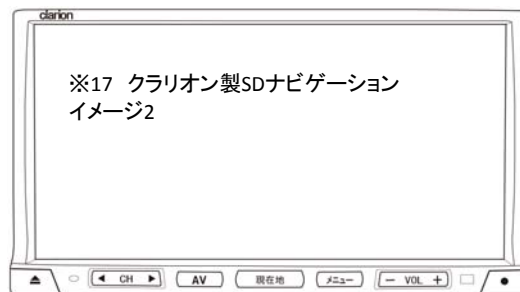 clarion
※17 クラリオン製SDナビゲーション
イメージ2
◀ CH ▶ AV 現在地 メニュー − VOL +